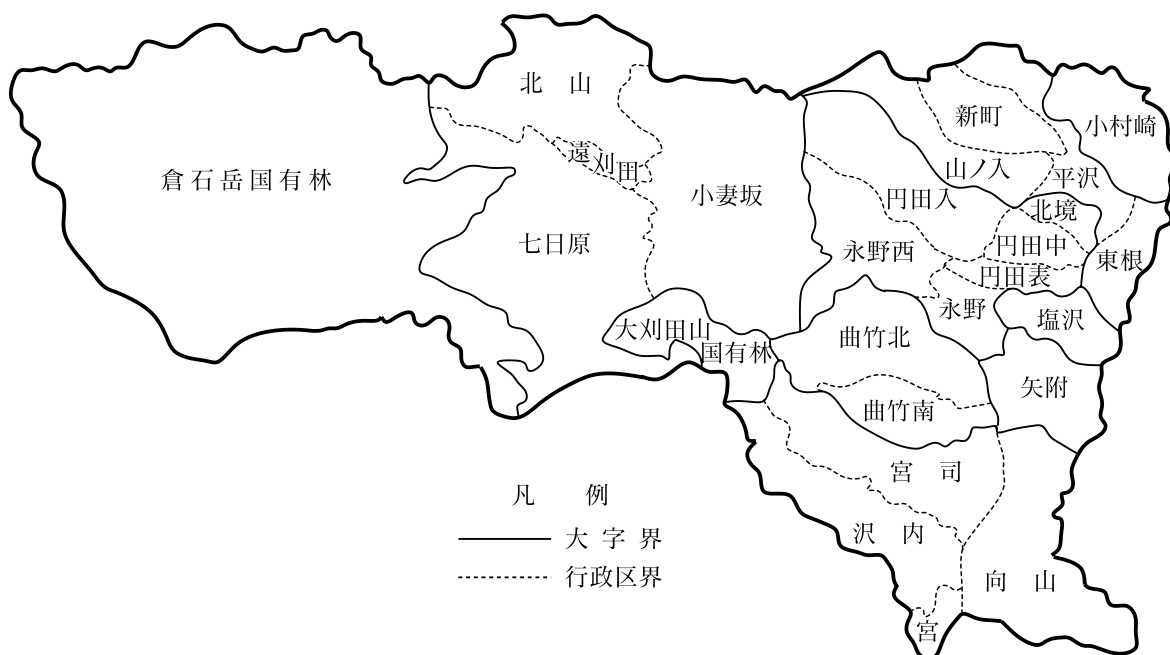 北山
新町
小村崎
遠刈田
山ノ入
平沢
倉石岳国有林
小妻坂
円田入
北境
七日原
永野西
円田中
東根
円田表
永野
塩沢
大刈田山
国有林
曲竹北
矢附
曲竹南
宮司
沢内
向山
宮
凡例
大字界
行政区界